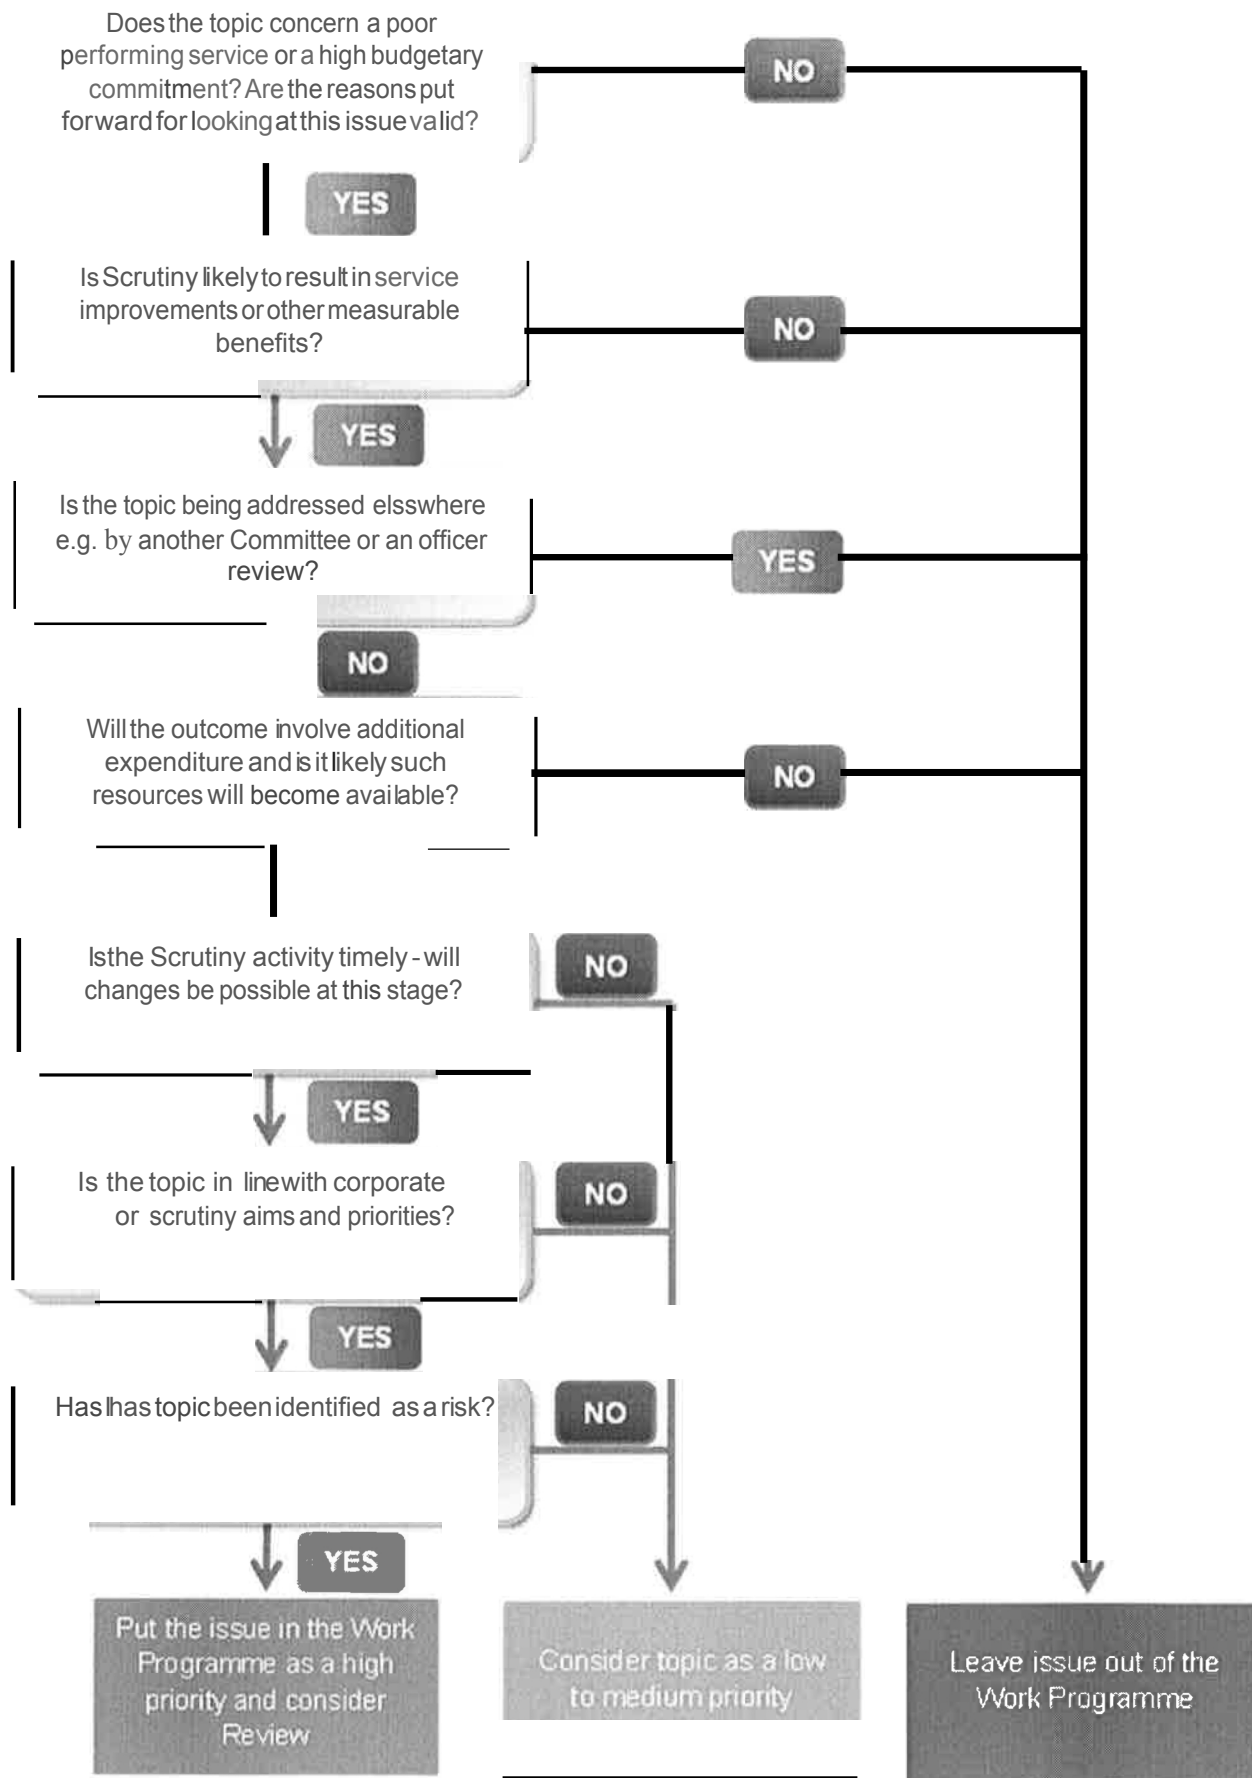 Does the topic concern a poor
performing service or a high budgetary
commitment? Are the reasons put
forward for looking at this issue valid?
NO
YES
Is Scrutiny likely to result in service
improvements or other measurable
benefits?
NO
YES
Is the topic being addressed elsswhere
e.g. by another Committee or an officer
review?
YES
NO
Will the outcome involve additional
expenditure and is it likely such
resources will become available?
NO
Is the Scrutiny activity timely - will
changes be possible at this stage?
NO
YES
Is the topic in line with corporate
or scrutiny aims and priorities?
NO
YES
Has lhas topic been identified as a risk?
NO
YES
Put the issue in the Work
Programme as a high
priority and consider
Review
Consider topic as a low
to medium priority
Leave issue out of the
Work Programme